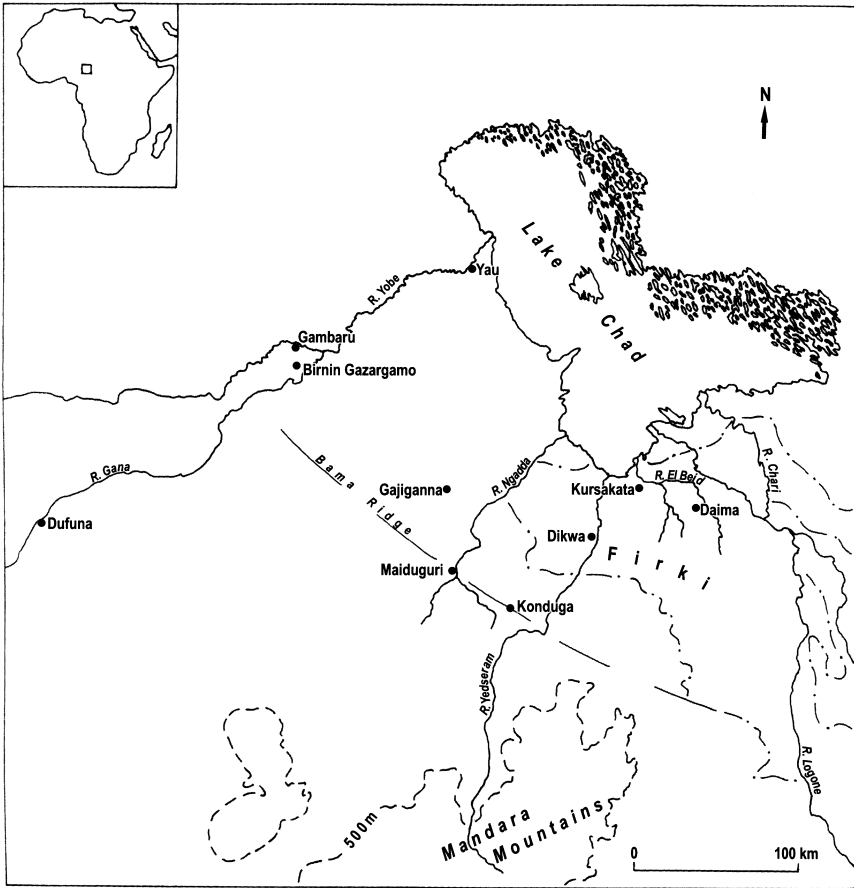 N
Lake
Chad
Yau
R. Yobe
Gambaru
Birnin Gazargamo
R. Gana
Bama Ridge
R. Ngadda
Gajiganna
Kursakata
R. El Beid
R. Chari
Daima
Dufuna
Dikwa
Firki
Maiduguri
Konduga
R. Yedseram
R. Logone
500m
Mandara
Mountains
0 100 km